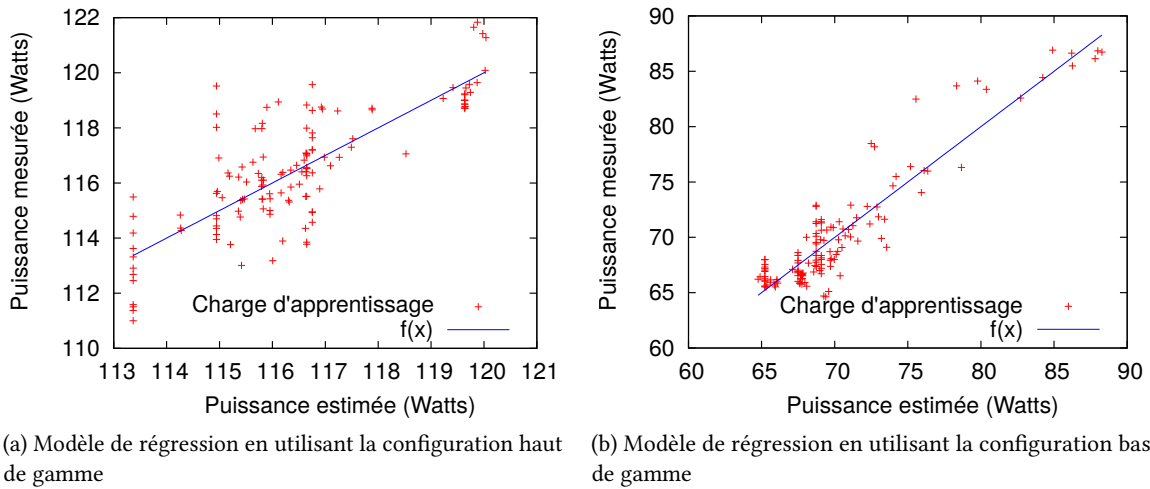 122
120
118
116
114
112
110
Puissance mesurée (Watts)
Charge d'apprentissage
f(x)
113 114 115 116 117 118 119 120 121
Puissance estimée (Watts)
(a) Modèle de régression en utilisant la configuration haut
de gamme
90
85
80
75
70
65
60
Puissance mesurée (Watts)
Charge d'apprentissage
f(x)
60 65 70 75 80 85 90
Puissance estimée (Watts)
(b) Modèle de régression en utilisant la configuration bas
de gamme